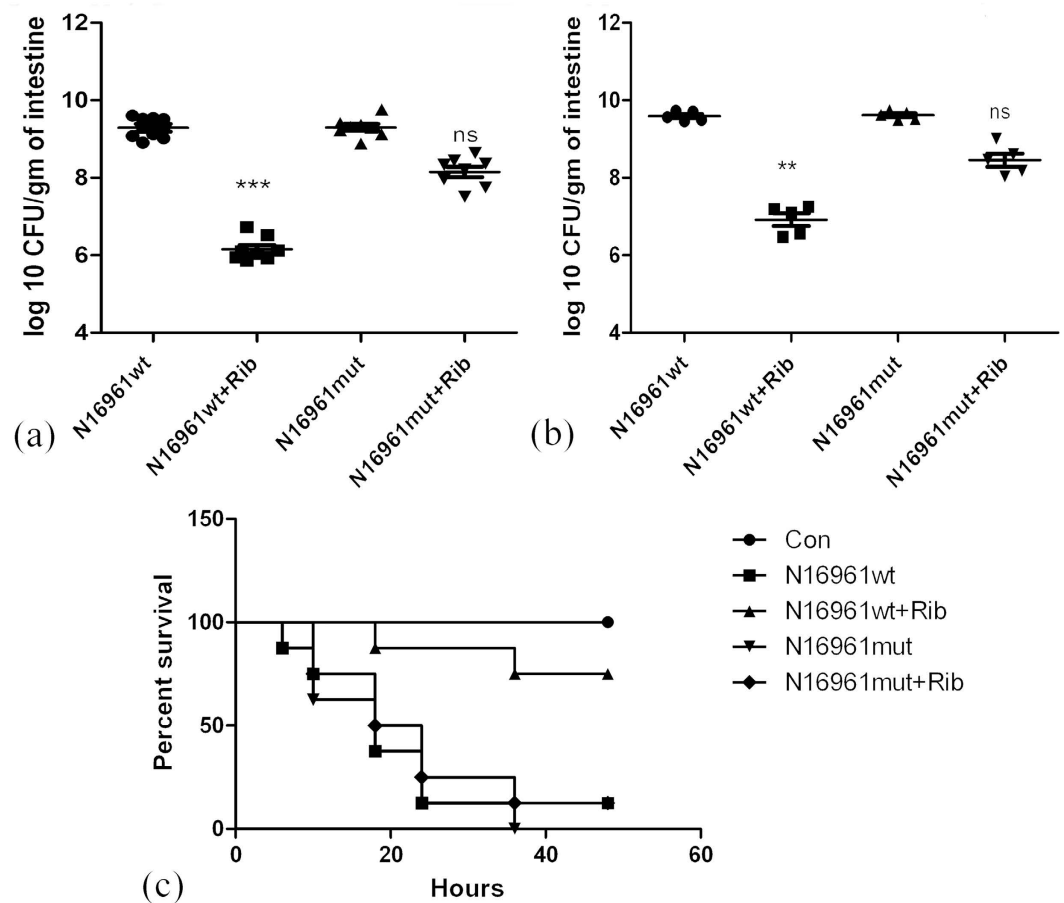 log 10 CFU/gm of intestine
12
10
8
6
4
***
ns
N16961wt
N16961wt+Rib
N16961mut
N16961mut+Rib
(a)
log 10 CFU/gm of intestine
12
10
8
6
4
**
ns
N16961wt
N16961wt+Rib
N16961mut
N16961mut+Rib
(b)
Percent survival
150
100
50
0
0 20 40 60
Hours
(c)
Con
N16961wt
N16961wt+Rib
N16961mut
N16961mut+Rib